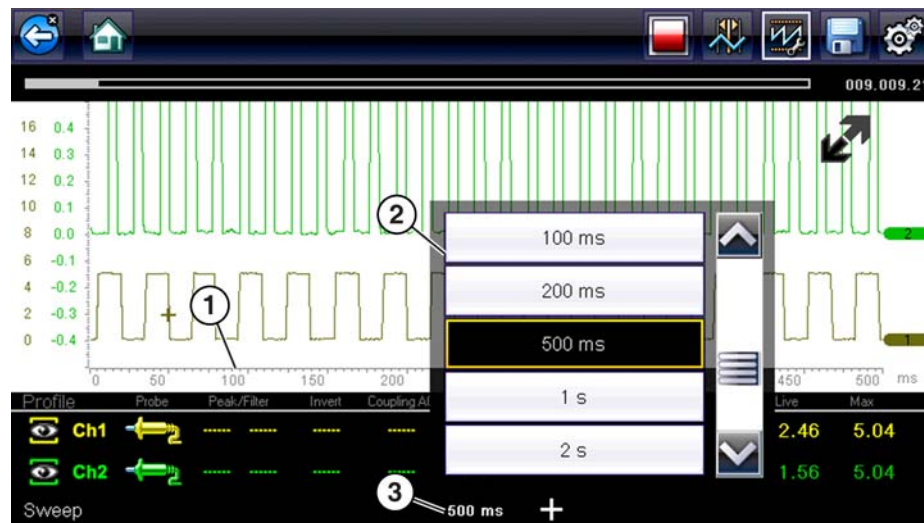 009.009.21
16 0.4
14 0.3
12 0.2
10 0.1
8 0.0
6 -0.1
4 -0.2
2 -0.3
0 -0.4
2
1
2
1
3
100 ms
200 ms
500 ms
1 s
2 s
0 50 100 150 200 450 500 ms
Profile Probe Peak/Filter Invert Coupling Live Max
Ch1 ------ ------ ------ ------ 2.46 5.04
Ch2 ------ ------ ------ ------ 1.56 5.04
Sweep 500 ms